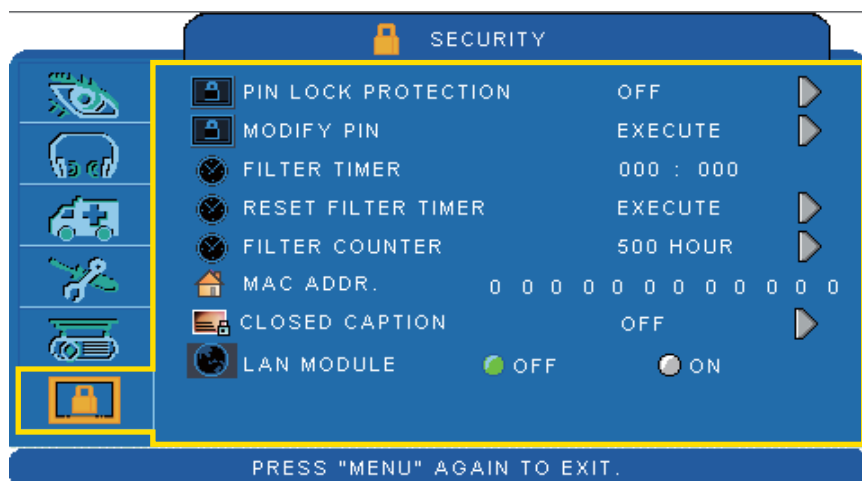 SECURITY
PIN LOCK PROTECTION OFF
MODIFY PIN EXECUTE
FILTER TIMER 000 : 000
RESET FILTER TIMER EXECUTE
FILTER COUNTER 500 HOUR
MAC ADDR. 0 0 0 0 0 0 0 0 0 0 0 0
CLOSED CAPTION OFF
LAN MODULE OFF ON
PRESS "MENU" AGAIN TO EXIT.